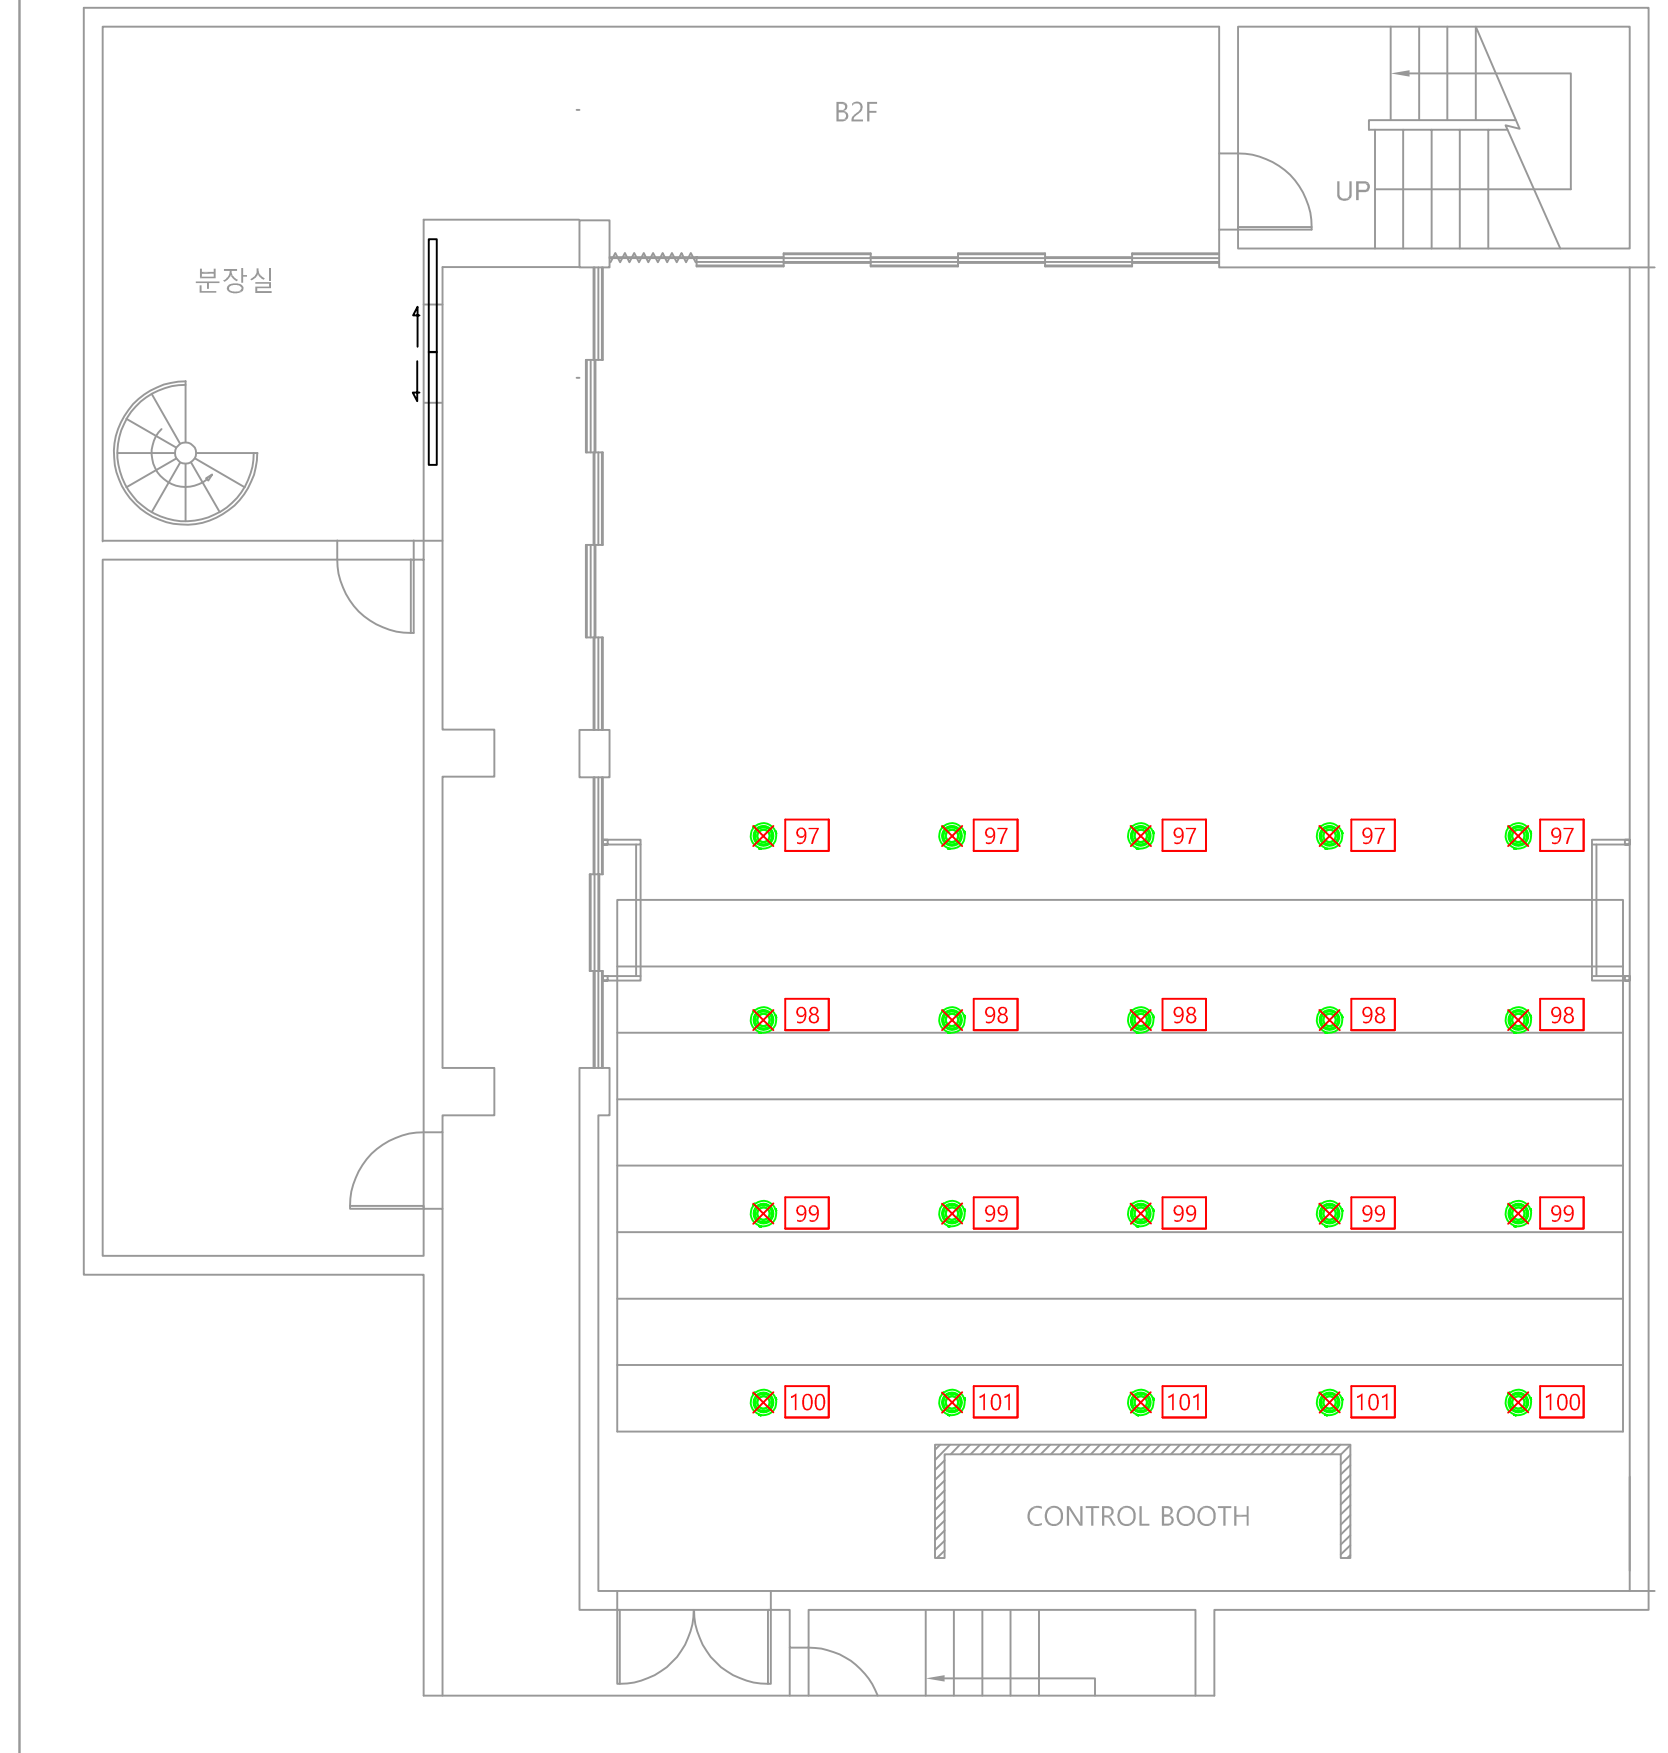 B2F
UP
분장실
97 97 97 97 97
98 98 98 98 98
99 99 99 99 99
100 101 101 101 100
CONTROL BOOTH